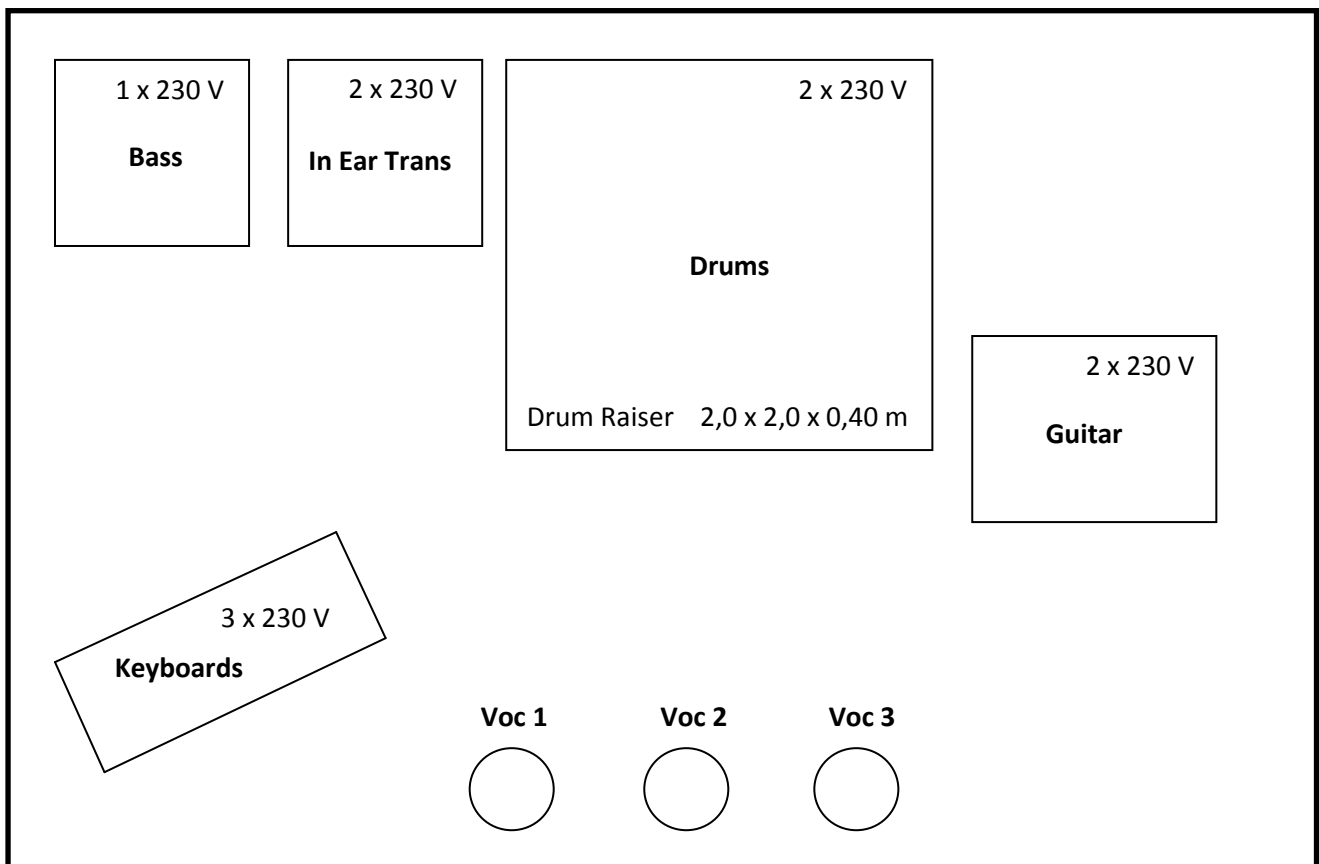 1 x 230 V
Bass
2 x 230 V
In Ear Trans
2 x 230 V
Drums
Drum Raiser 2,0 x 2,0 x 0,40 m
2 x 230 V
Guitar
3 x 230 V
Keyboards
Voc 1
Voc 2
Voc 3